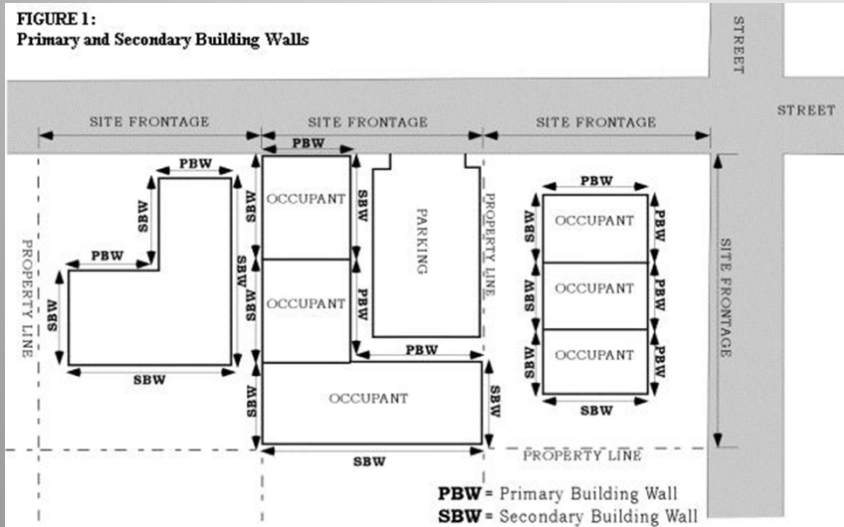 FIGURE 1:
Primary and Secondary Building Walls
STREET
STREET
SITE FRONTAGE
SITE FRONTAGE
SITE FRONTAGE
PBW
PBW
SBW
SBW
OCCUPANT
SBW
PARKING
PROPERTY LINE
PBW
SBW
OCCUPANT
PBW
SITE FRONTAGE
PROPERTY LINE
PBW
SBW
SBW
SBW
OCCUPANT
PBW
SBW
OCCUPANT
PBW
PBW
SBW
SBW
OCCUPANT
PBW
SBW
OCCUPANT
SBW
SBW
SBW
PROPERTY LINE
PBW = Primary Building Wall
SBW = Secondary Building Wall